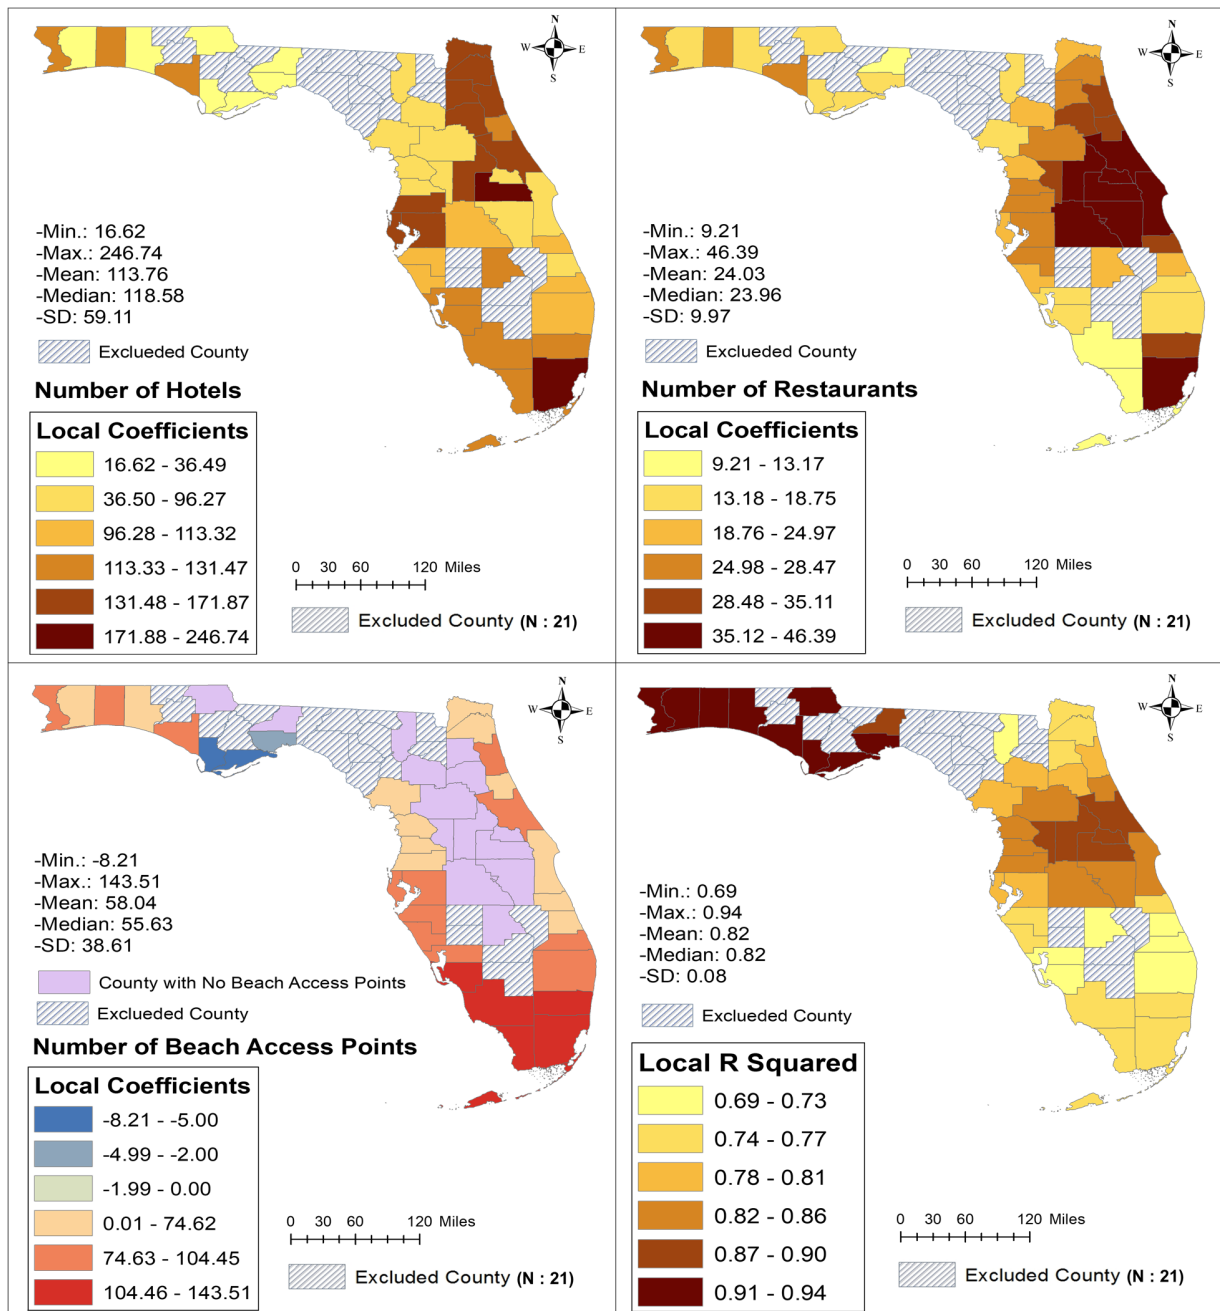 N
W E
S
-Min.: 16.62
-Max.: 246.74
-Mean: 113.76
-Median: 118.58
-SD: 59.11
Exclueded County
Number of Hotels
Local Coefficients
16.62 - 36.49
36.50 - 96.27
96.28 - 113.32
113.33 - 131.47
131.48 - 171.87
171.88 - 246.74
0 30 60 120 Miles
Excluded County (N : 21)
N
W E
S
-Min.: 9.21
-Max.: 46.39
-Mean: 24.03
-Median: 23.96
-SD: 9.97
Exclueded County
Number of Restaurants
Local Coefficients
9.21 - 13.17
13.18 - 18.75
18.76 - 24.97
24.98 - 28.47
28.48 - 35.11
35.12 - 46.39
0 30 60 120 Miles
Excluded County (N : 21)
N
W E
S
-Min.: -8.21
-Max.: 143.51
-Mean: 58.04
-Median: 55.63
-SD: 38.61
County with No Beach Access Points
Exclueded County
Number of Beach Access Points
Local Coefficients
-8.21 - -5.00
-4.99 - -2.00
-1.99 - 0.00
0.01 - 74.62
74.63 - 104.45
104.46 - 143.51
0 30 60 120 Miles
Excluded County (N : 21)
N
W E
S
-Min.: 0.69
-Max.: 0.94
-Mean: 0.82
-Median: 0.82
-SD: 0.08
Exclueded County
Local R Squared
0.69 - 0.73
0.74 - 0.77
0.78 - 0.81
0.82 - 0.86
0.87 - 0.90
0.91 - 0.94
0 30 60 120 Miles
Excluded County (N : 21)